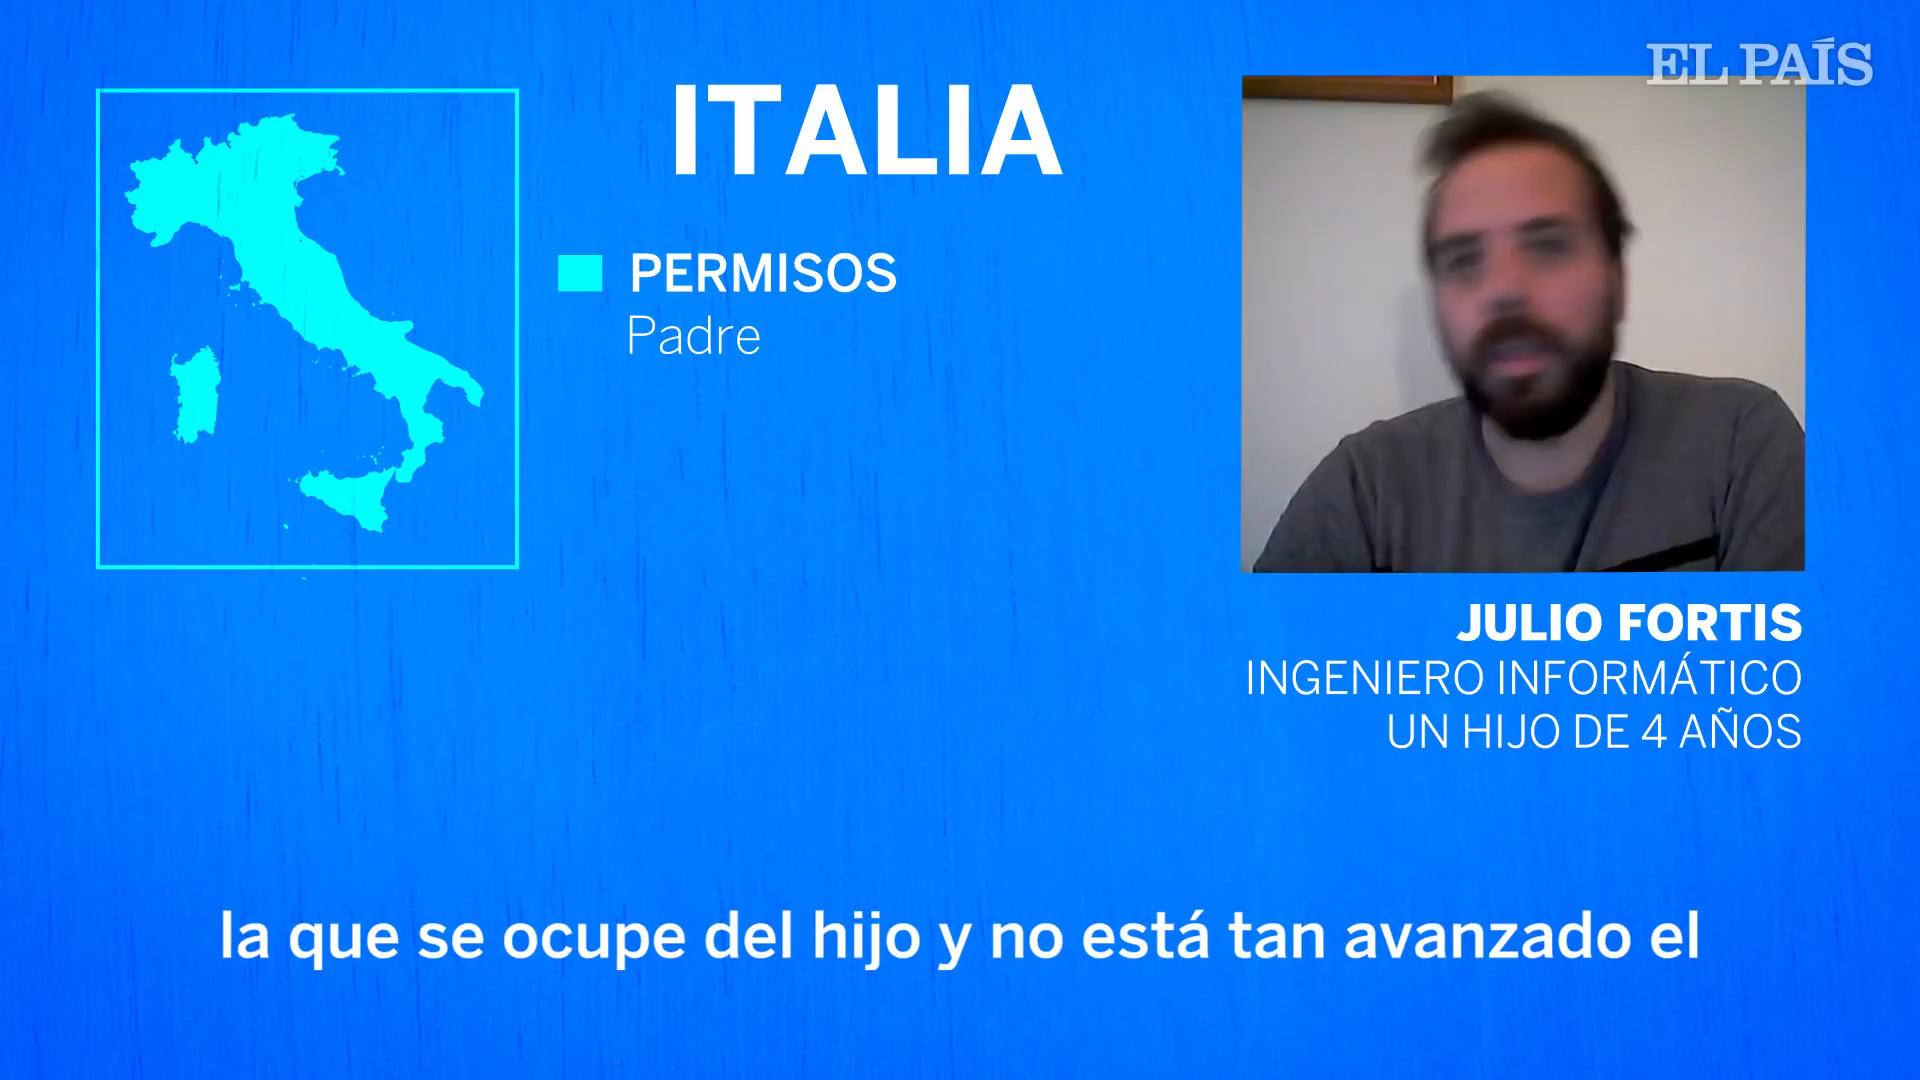 EL PAÍS
ITALIA
PERMISOS
Padre
JULIO FORTIS
INGENIERO INFORMÁTICO
UN HIJO DE 4 AÑOS
la que se ocupe del hijo y no está tan avanzado el